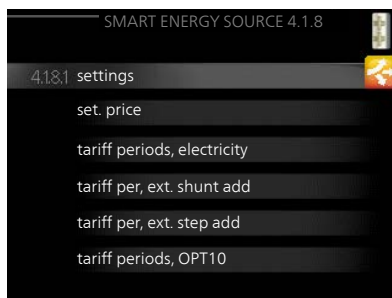 SMART ENERGY SOURCE 4.1.8
4.1.8.1 settings
set. price
tariff periods, electricity
tariff per, ext. shunt add
tariff per, ext. step add
tariff periods, OPT10